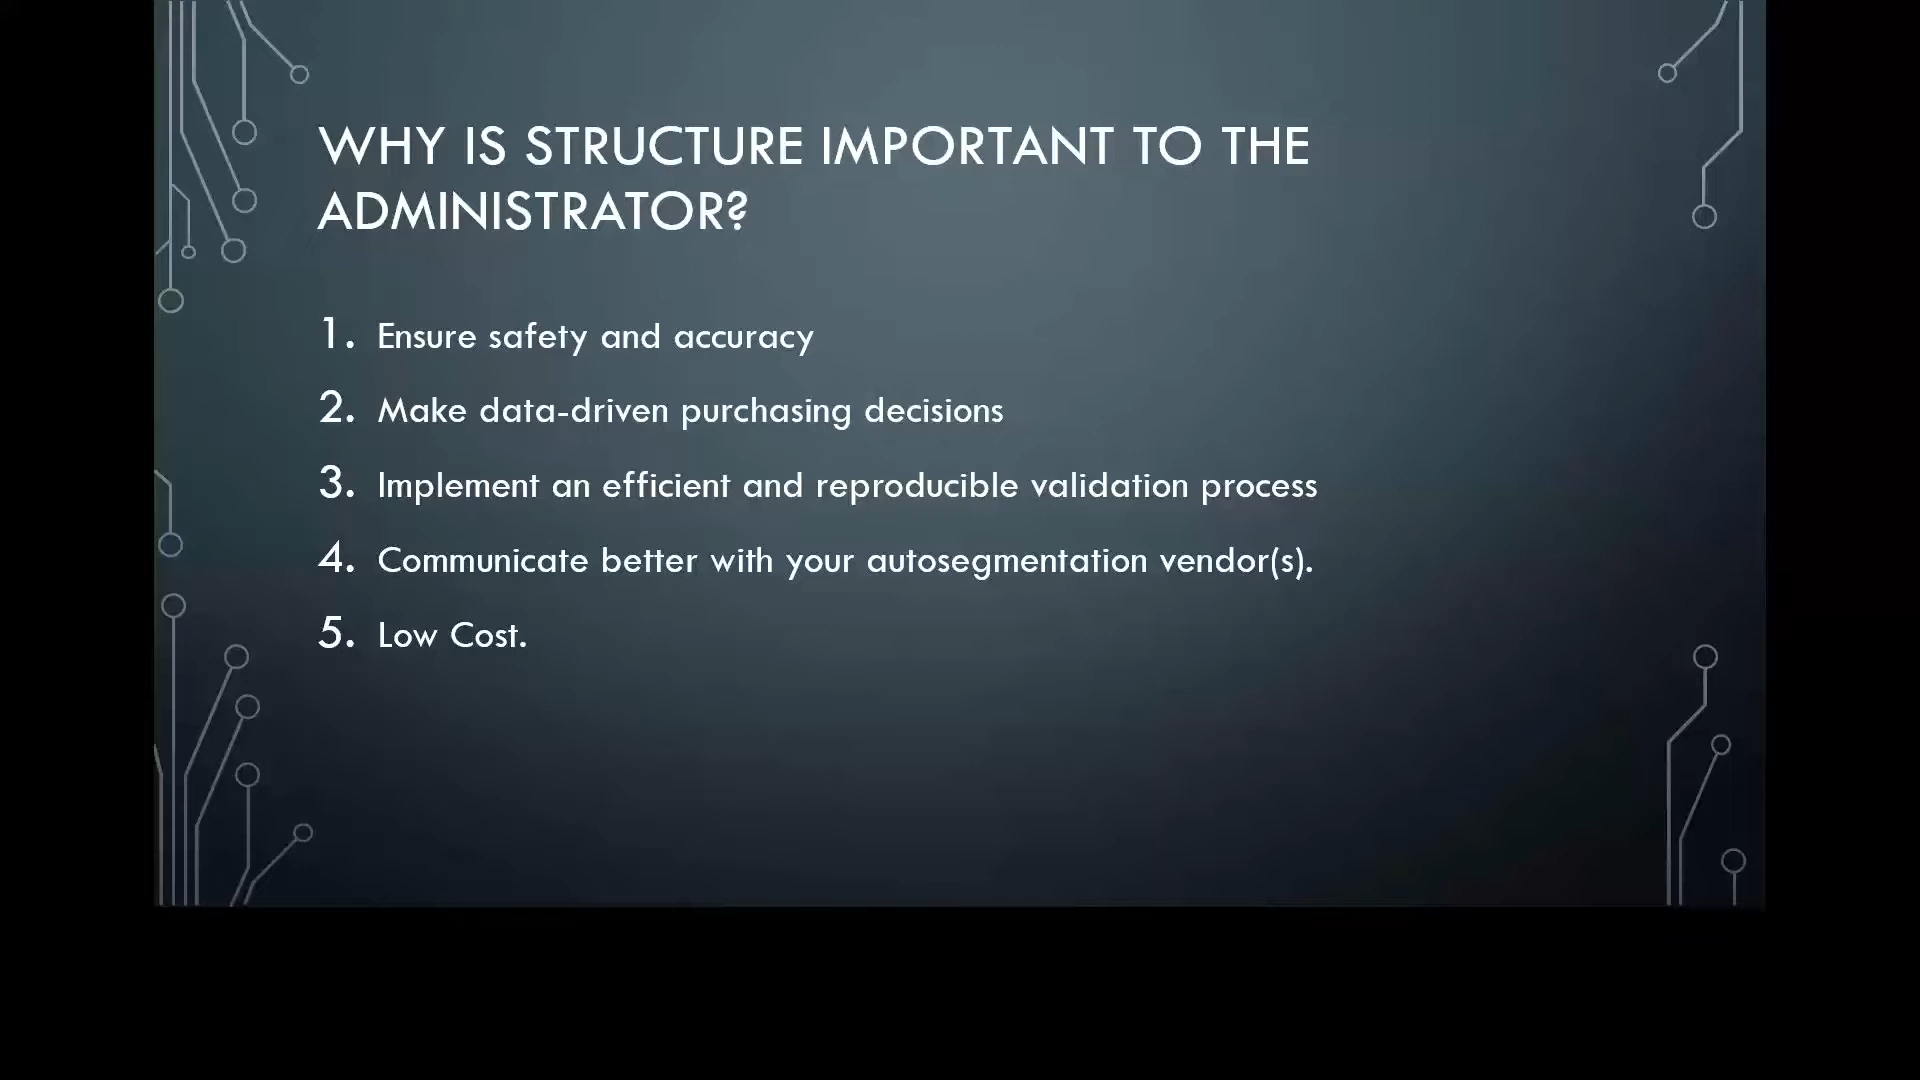 WHY IS STRUCTURE IMPORTANT TO THE
ADMINISTRATOR?
1. Ensure safety and accuracy
2. Make data-driven purchasing decisions
3. Implement an efficient and reproducible validation process
4. Communicate better with your autosegmentation vendor(s).
5. Low Cost.